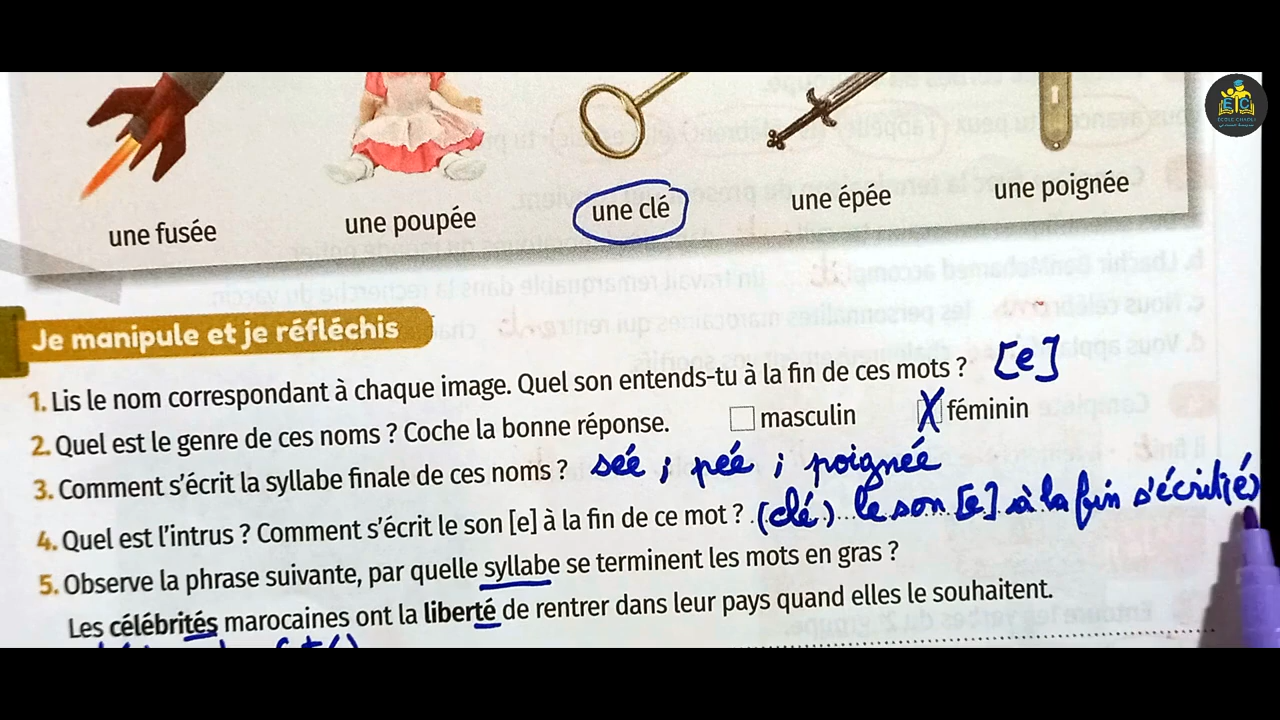 une fusée
une poupée
une clé
une épée
une poignée
Je manipule et je réfléchis
1. Lis le nom correspondant à chaque image. Quel son entends-tu à la fin de ces mots ? [e]
2. Quel est le genre de ces noms ? Coche la bonne réponse. masculin X féminin
3. Comment s'écrit la syllabe finale de ces noms ? sée ; pée ; poignée
4. Quel est l'intrus ? Comment s'écrit le son [e] à la fin de ce mot ? (clé) le son [e] à la fin s'écrit (é)
5. Observe la phrase suivante, par quelle syllabe se terminent les mots en gras ?
Les célébrités marocaines ont la liberté de rentrer dans leur pays quand elles le souhaitent.